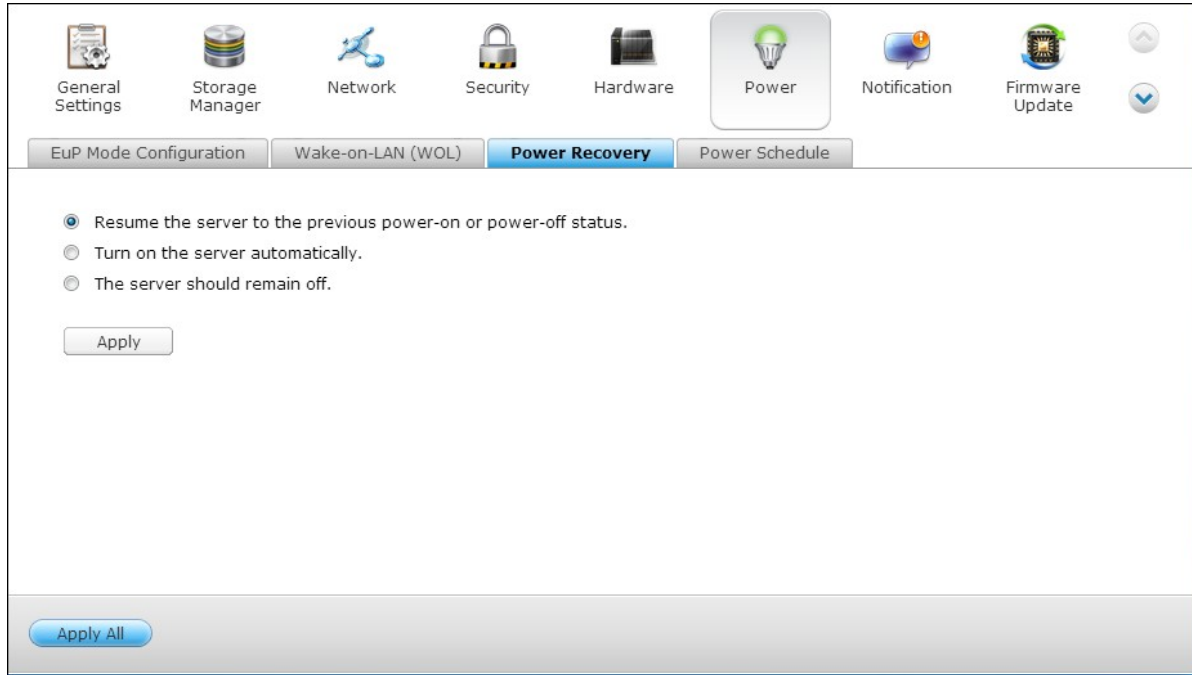 General Settings
Storage Manager
Network
Security
Hardware
Power
Notification
Firmware Update
EuP Mode Configuration
Wake-on-LAN (WOL)
Power Recovery
Power Schedule
Resume the server to the previous power-on or power-off status.
Turn on the server automatically.
The server should remain off.
Apply
Apply All